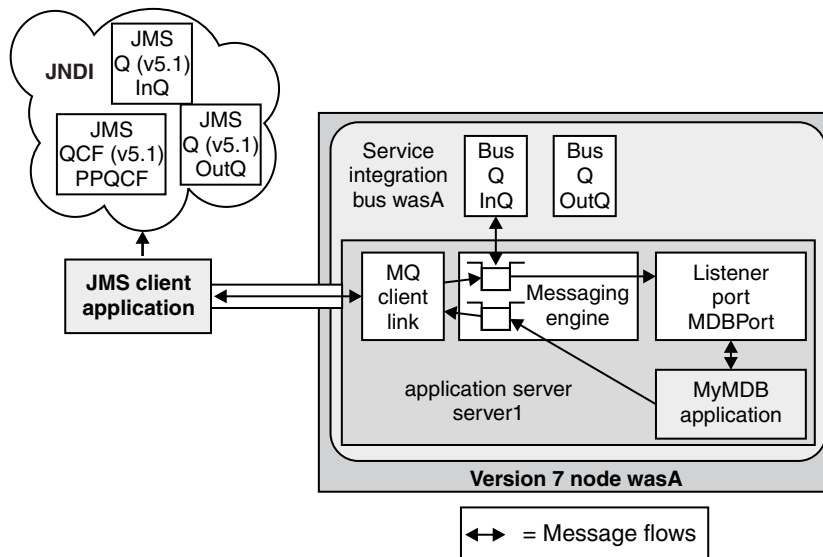 JNDI
JMS
Q (v5.1)
InQ
JMS
QCF (v5.1)
PPQCF
JMS
Q (v5.1)
OutQ
Service
integration
bus wasA
Bus
Q
InQ
Bus
Q
OutQ
JMS client
application
MQ
client
link
Messaging
engine
Listener
port
MDBPort
application server
server1
MyMDB
application
Version 7 node wasA
= Message flows